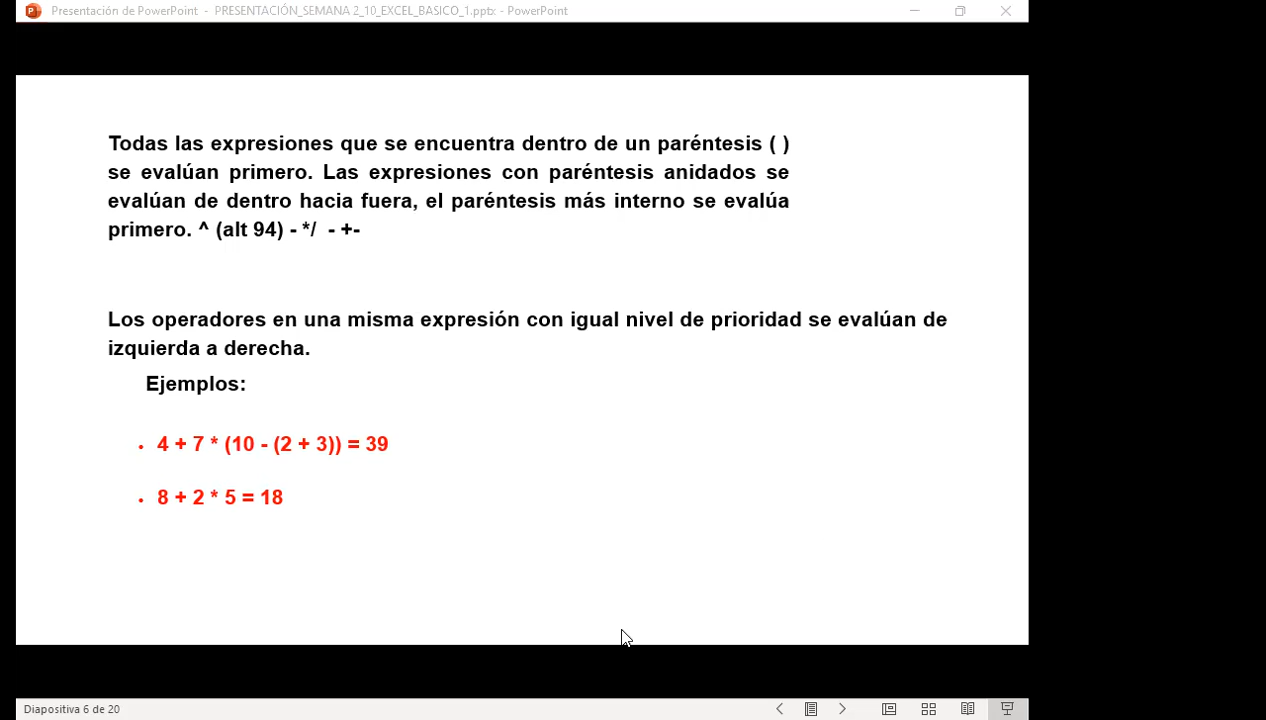 Presentación de PowerPoint - PRESENTACIÓN_SEMANA 2_10_EXCEL_BASICO_1.pptx - PowerPoint
Todas las expresiones que se encuentra dentro de un paréntesis ( )
se evalúan primero. Las expresiones con paréntesis anidados se
evalúan de dentro hacia fuera, el paréntesis más interno se evalúa
primero. ^ (alt 94) - */ - +-
Los operadores en una misma expresión con igual nivel de prioridad se evalúan de
izquierda a derecha.
Ejemplos:
• 4 + 7 * (10 - (2 + 3)) = 39
• 8 + 2 * 5 = 18
Diapositiva 6 de 20